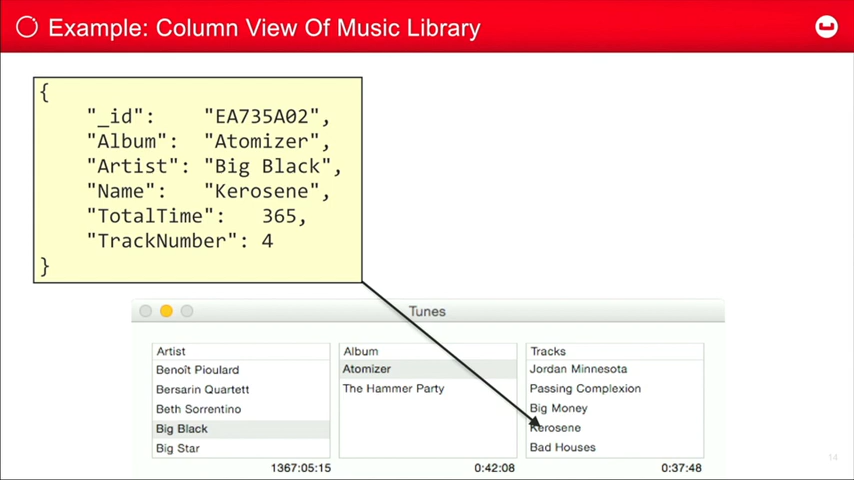 Example: Column View Of Music Library
{
"_id": "EA735A02",
"Album": "Atomizer",
"Artist": "Big Black",
"Name": "Kerosene",
"TotalTime": 365,
"TrackNumber": 4
}
Tunes
Artist
Benoît Pioulard
Bersarin Quartett
Beth Sorrentino
Big Black
Big Star
1367:05:15
Album
Atomizer
The Hammer Party
0:42:08
Tracks
Jordan Minnesota
Passing Complexion
Big Money
Kerosene
Bad Houses
0:37:48
14